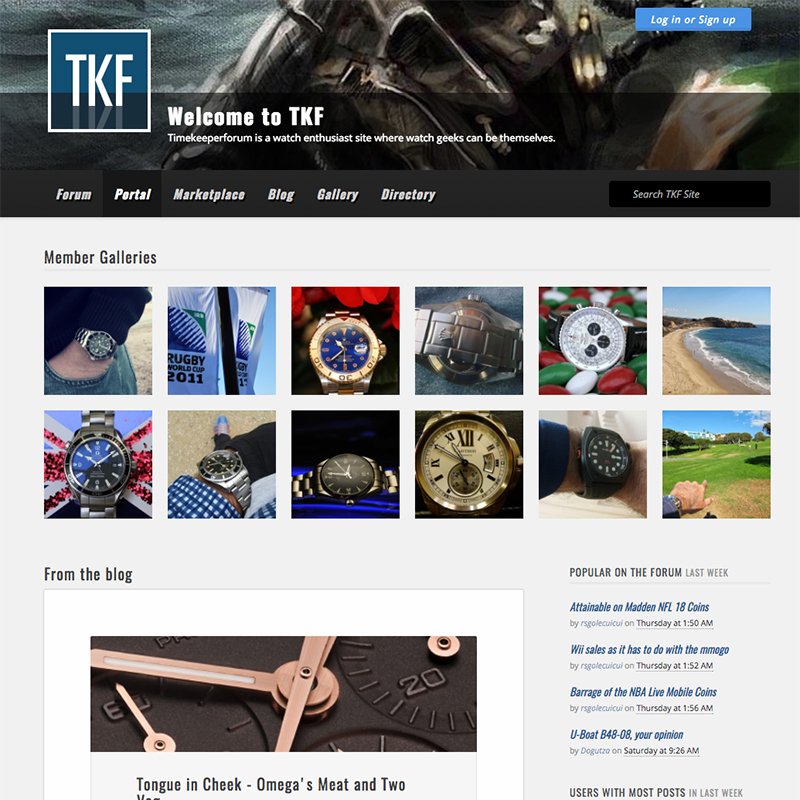 Log in or Sign up
TKF
Welcome to TKF
Timekeeperforum is a watch enthusiast site where watch geeks can be themselves.
Forum
Portal
Marketplace
Blog
Gallery
Directory
Search TKF Site
Member Galleries
RUGBY
WORLD CUP
2011
XII
From the blog
20
60
Tongue in Cheek - Omega's Meat and Two
POPULAR ON THE FORUM LAST WEEK
Attainable on Madden NFL 18 Coins
by rsgolecuicui on Thursday at 1:50 AM
Wii sales as it has to do with the mmogo
by rsgolecuicui on Thursday at 1:52 AM
Barrage of the NBA Live Mobile Coins
by rsgolecuicui on Thursday at 1:56 AM
U-Boat B48-08, your opinion
by Dogutza on Saturday at 9:26 AM
USERS WITH MOST POSTS IN LAST WEEK